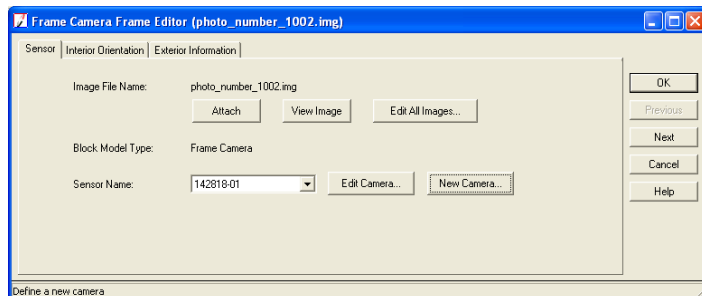 Frame Camera Frame Editor (photo_number_1002.img)
Sensor Interior Orientation Exterior Information
Image File Name: photo_number_1002.img
Attach View Image Edit All Images...
Block Model Type: Frame Camera
Sensor Name: 142818-01 Edit Camera... New Camera...
OK
Previous
Next
Cancel
Help
Define a new camera